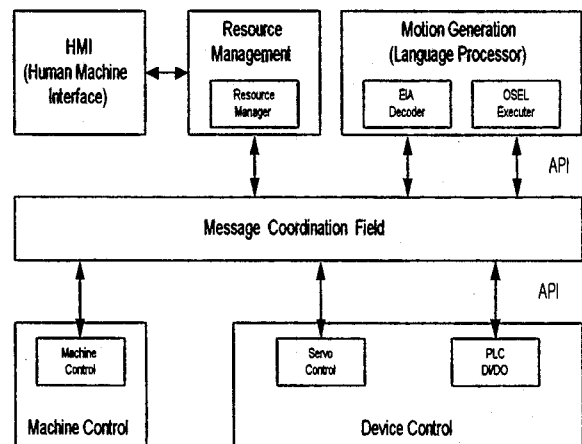 HMI
(Human Machine
Interface)
Resource
Management
Resource
Manager
Motion Generation
(Language Processor)
EIA
Decoder
OSEL
Executer
API
Message Coordination Field
API
Machine
Control
Machine Control
Servo
Control
PLC
DI/DO
Device Control